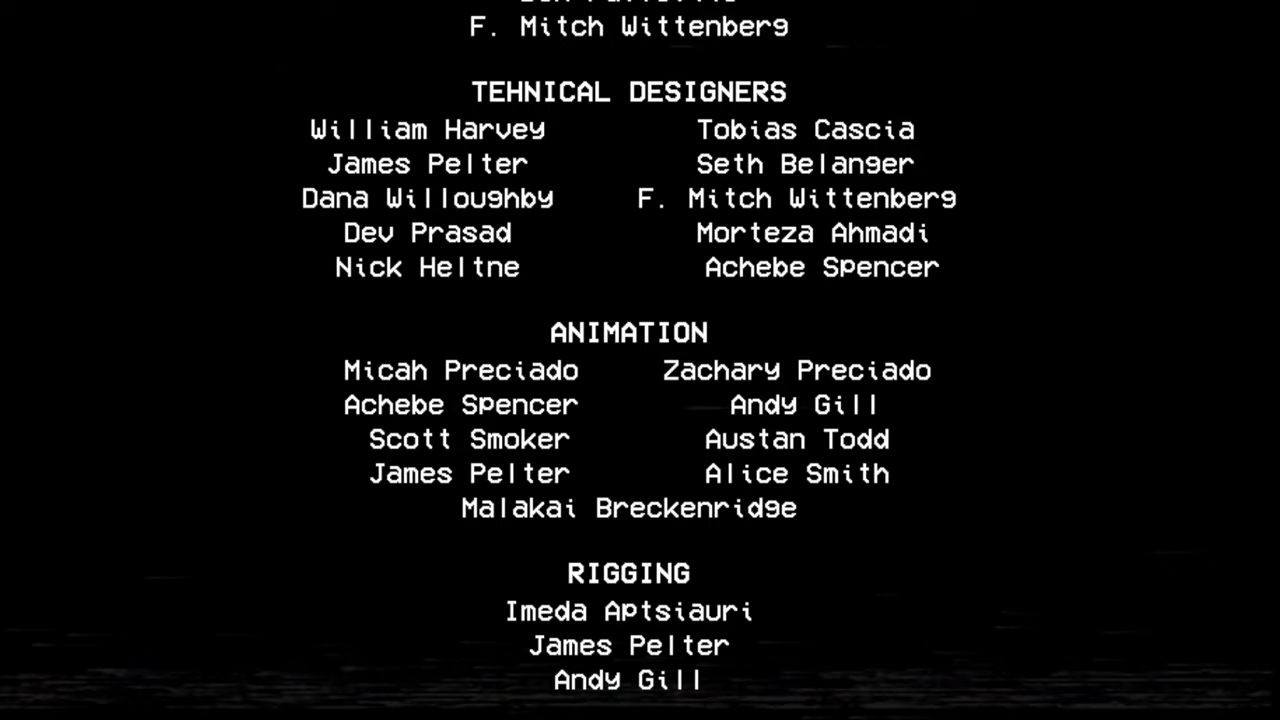 F. Mitch Wittenberg
TEHNICAL DESIGNERS
William Harvey Tobias Cascia
James Pelter Seth Belanger
Dana Willoughby F. Mitch Wittenberg
Dev Prasad Morteza Ahmadi
Nick Heltne Achebe Spencer
ANIMATION
Micah Preciado Zachary Preciado
Achebe Spencer Andy Gill
Scott Smoker Austan Todd
James Pelter Alice Smith
Malakai Breckenridge
RIGGING
Imeda Aptsiauri
James Pelter
Andy Gill